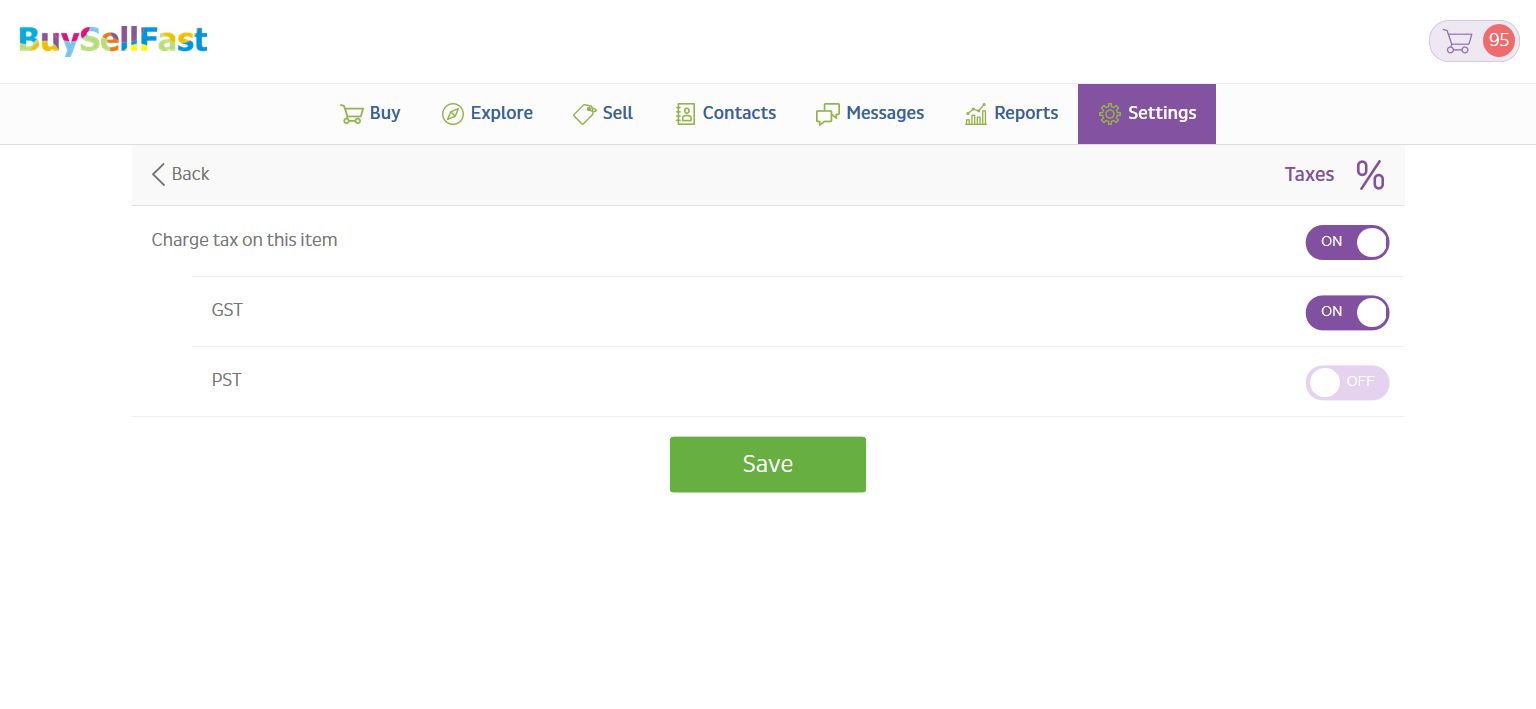 BuySellFast
95
Buy Explore Sell Contacts Messages Reports Settings
Back Taxes %
Charge tax on this item ON
GST ON
PST OFF
Save